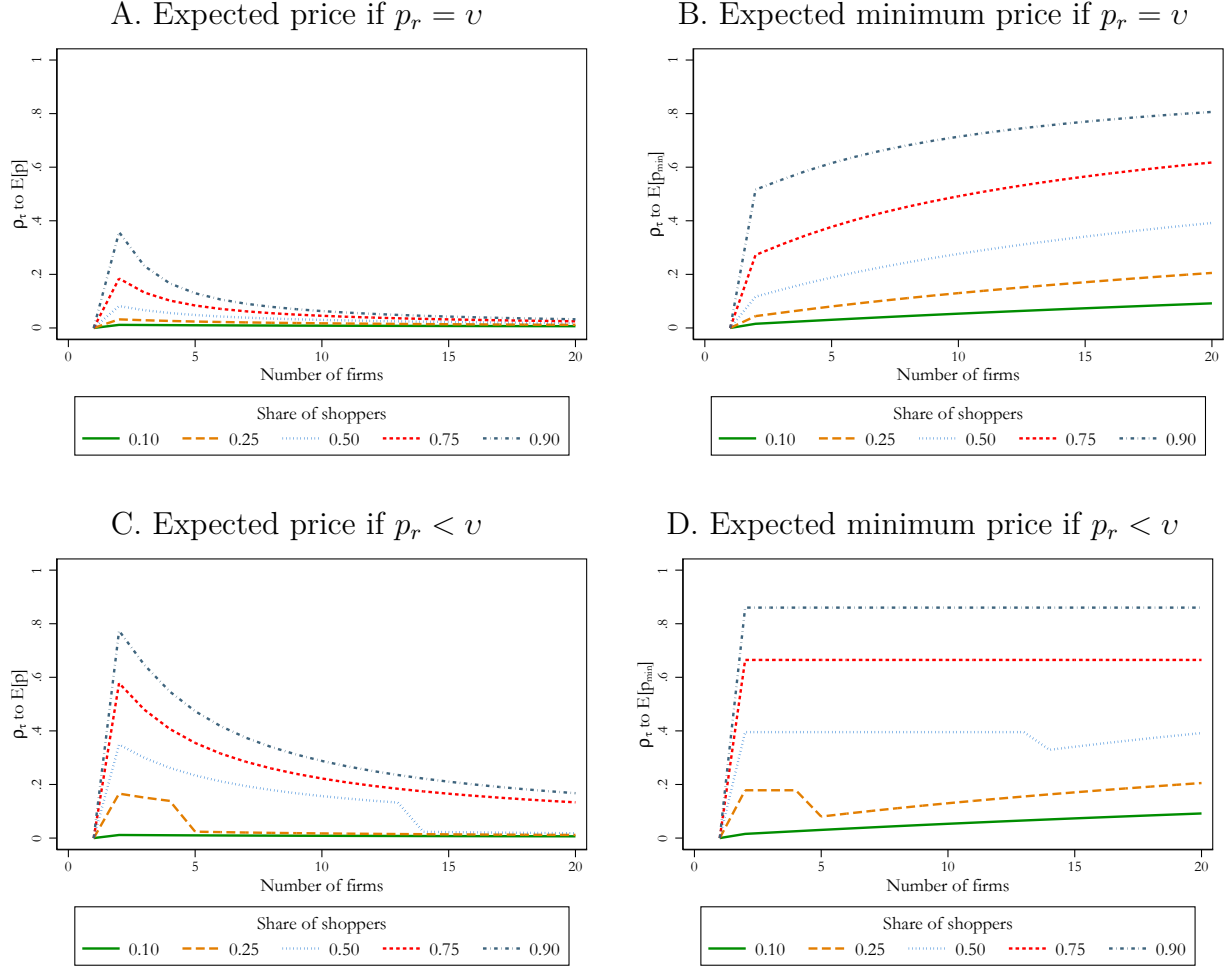 A. Expected price if p_r = υ
ρ_τ to E[p]
1
.8
.6
.4
.2
0
0 5 10 15 20
Number of firms
Share of shoppers
0.10 0.25 0.50 0.75 0.90
B. Expected minimum price if p_r = υ
ρ_τ to E[p_min]
1
.8
.6
.4
.2
0
0 5 10 15 20
Number of firms
Share of shoppers
0.10 0.25 0.50 0.75 0.90
C. Expected price if p_r < υ
ρ_τ to E[p]
1
.8
.6
.4
.2
0
0 5 10 15 20
Number of firms
Share of shoppers
0.10 0.25 0.50 0.75 0.90
D. Expected minimum price if p_r < υ
ρ_τ to E[p_min]
1
.8
.6
.4
.2
0
0 5 10 15 20
Number of firms
Share of shoppers
0.10 0.25 0.50 0.75 0.90